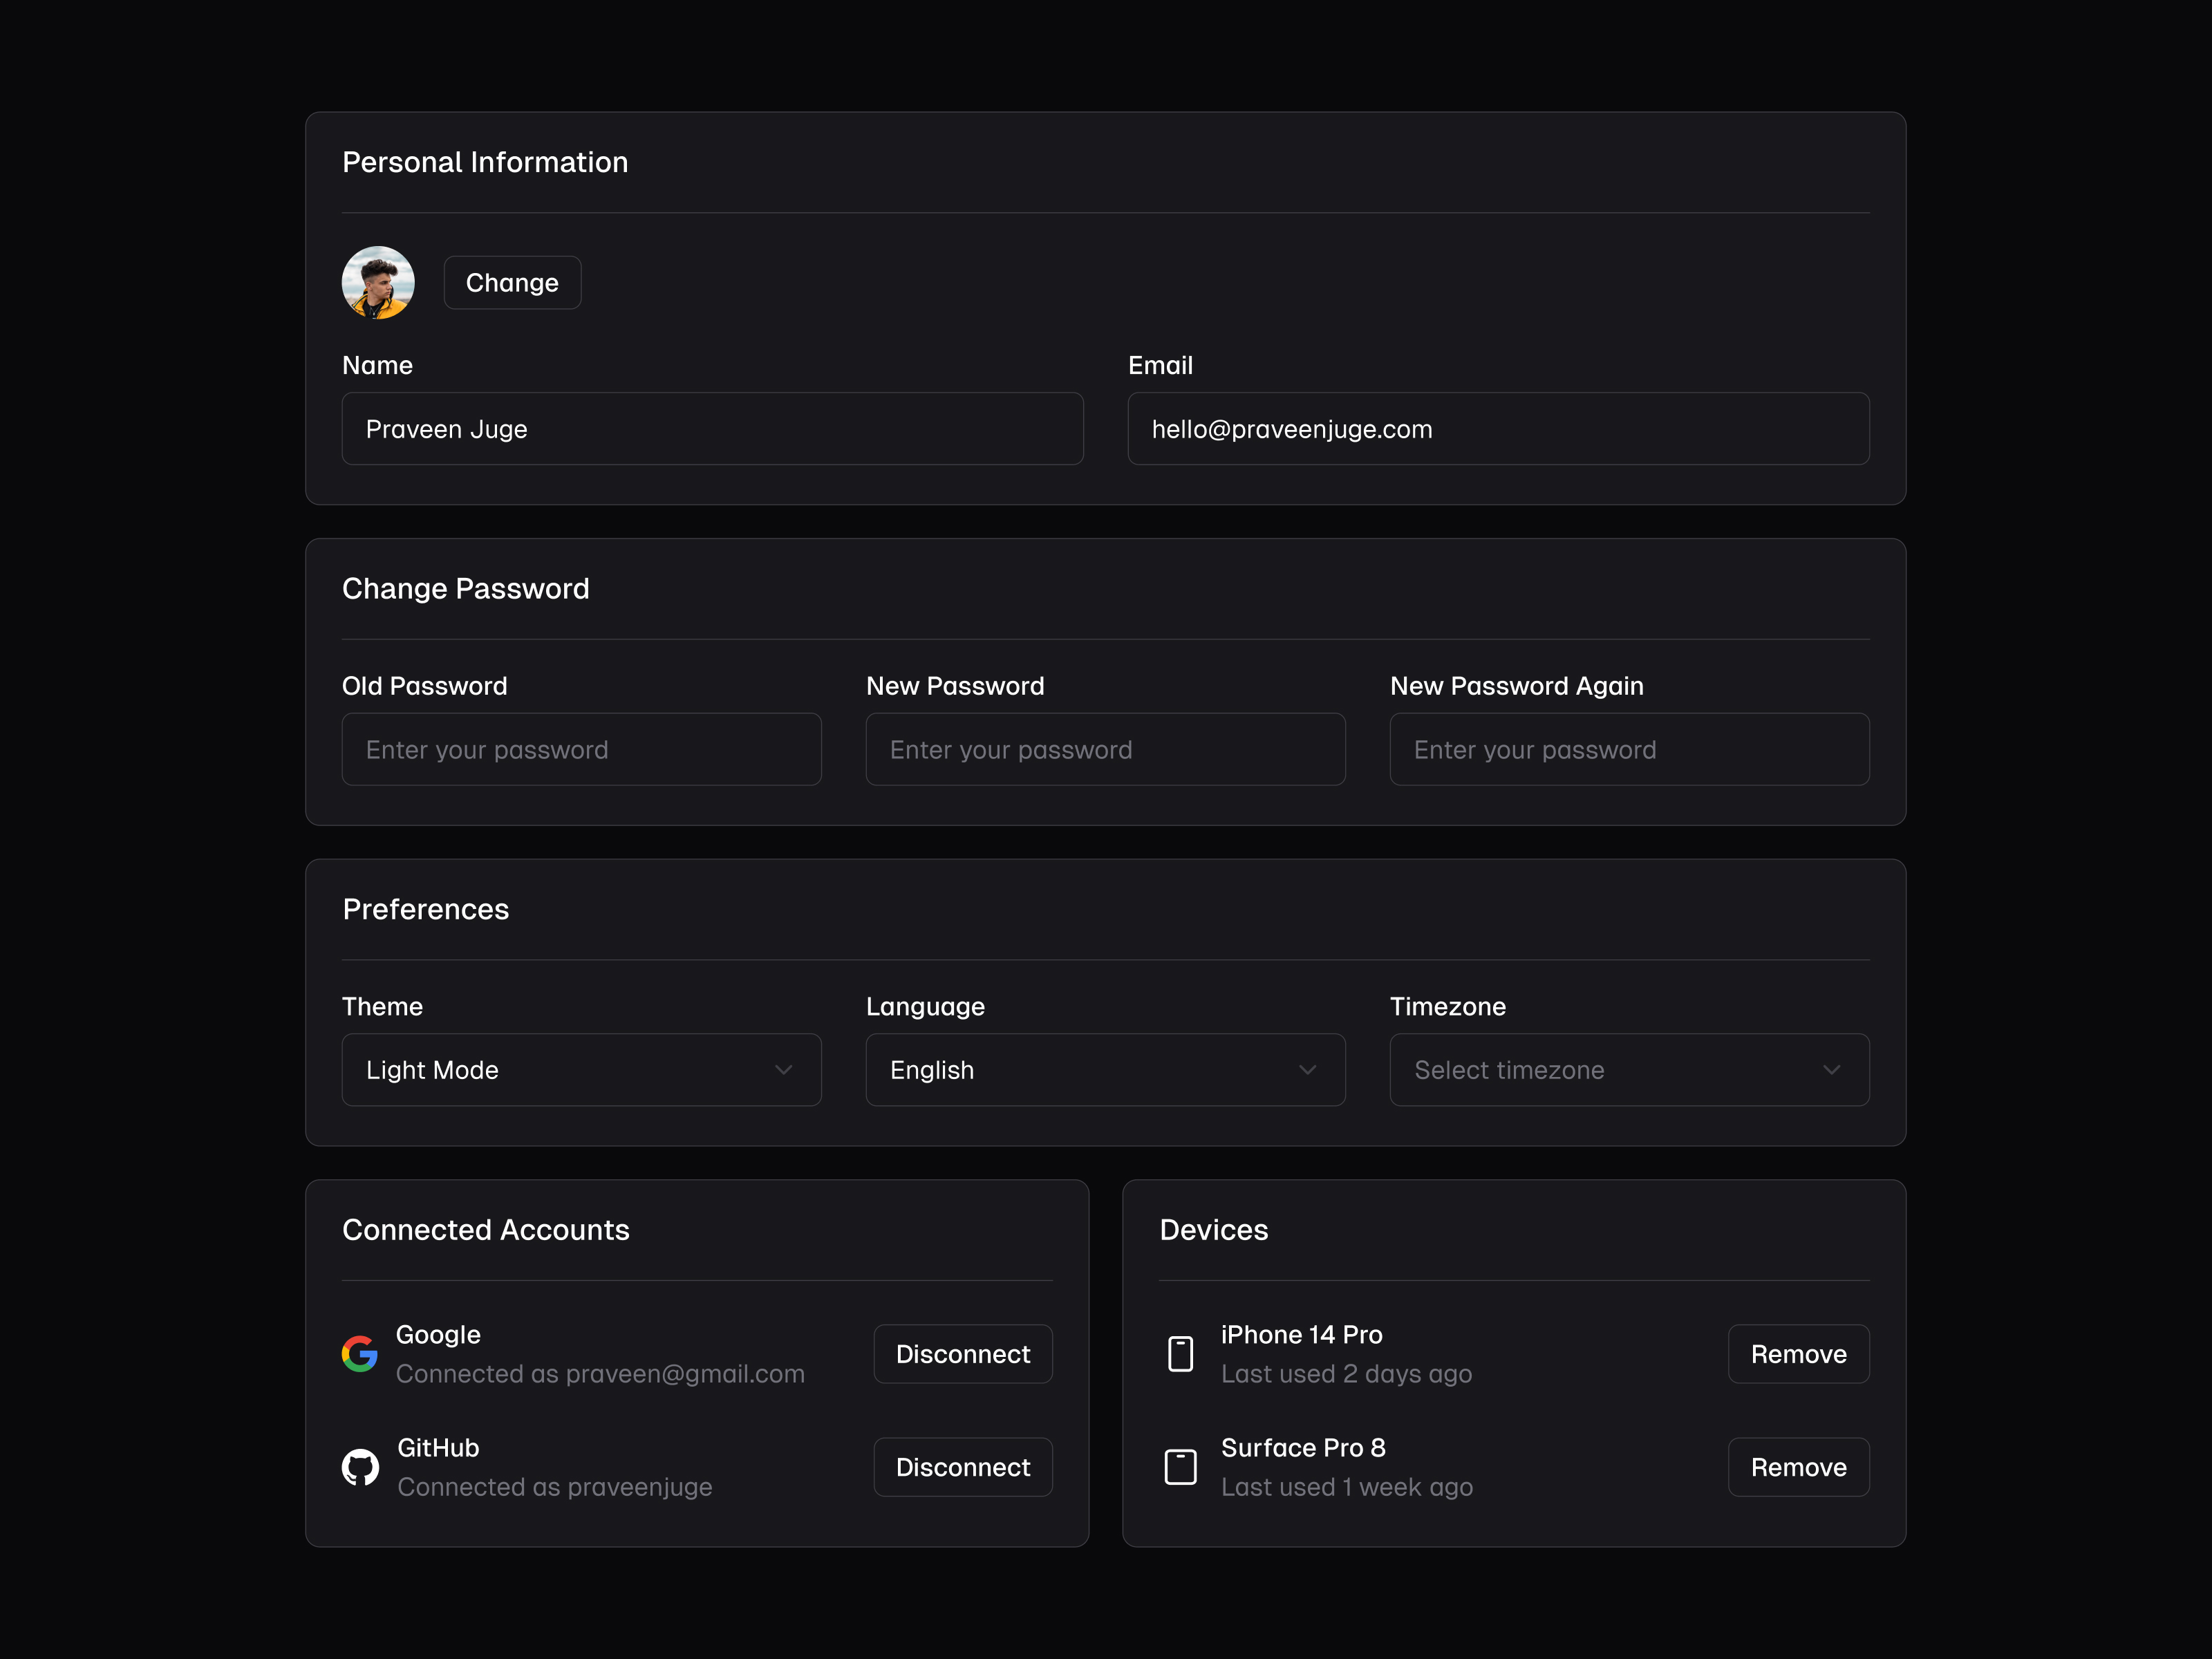 Personal Information
Change
Name
Email
Praveen Juge
hello@praveenjuge.com
Change Password
Old Password
New Password
New Password Again
Enter your password
Enter your password
Enter your password
Preferences
Theme
Language
Timezone
Light Mode
English
Select timezone
Connected Accounts
Google
Connected as praveen@gmail.com
Disconnect
GitHub
Connected as praveenjuge
Disconnect
Devices
iPhone 14 Pro
Last used 2 days ago
Remove
Surface Pro 8
Last used 1 week ago
Remove